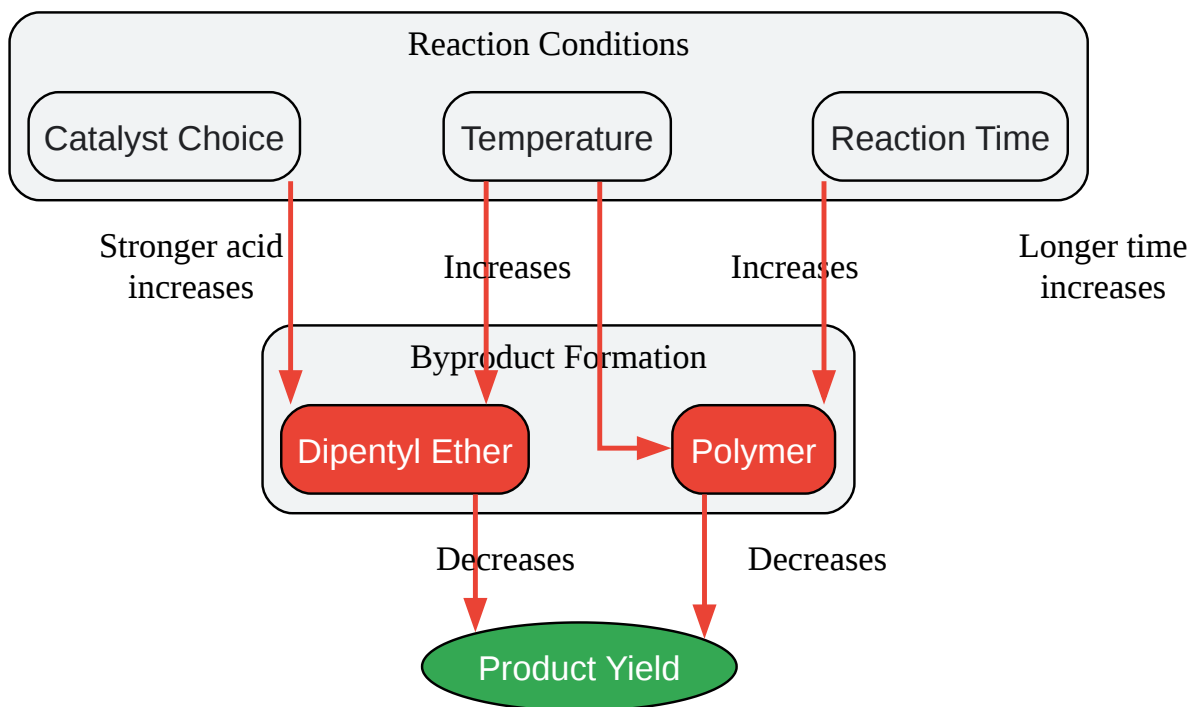 Reaction Conditions
Catalyst Choice
Temperature
Reaction Time
Stronger acid
increases
Increases
Increases
Longer time
increases
Byproduct Formation
Dipentyl Ether
Polymer
Decreases
Decreases
Product Yield